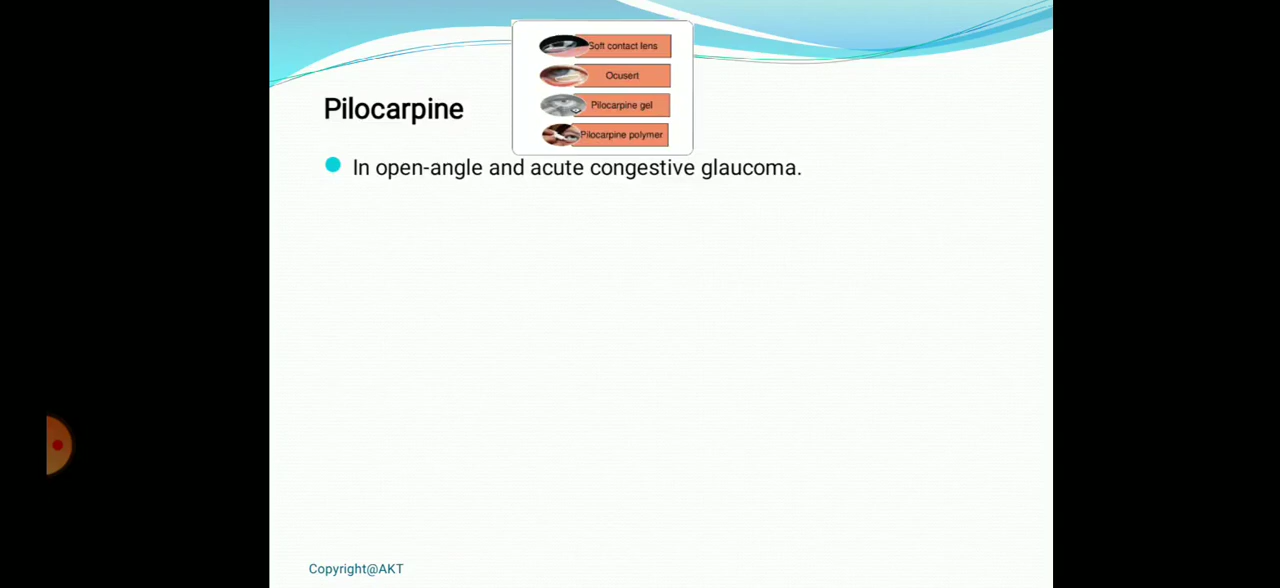 Soft contact lens
Ocusert
Pilocarpine gel
Pilocarpine polymer
Pilocarpine
In open-angle and acute congestive glaucoma.
Copyright@AKT